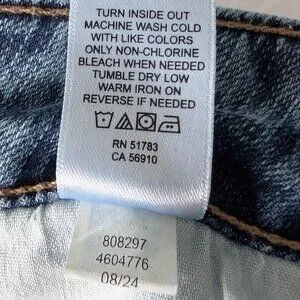 TURN INSIDE OUT
MACHINE WASH COLD
WITH LIKE COLORS
ONLY NON-CHLORINE
BLEACH WHEN NEEDED
TUMBLE DRY LOW
WARM IRON ON
REVERSE IF NEEDED
RN 51783
CA 56910
808297
4604776
08/24